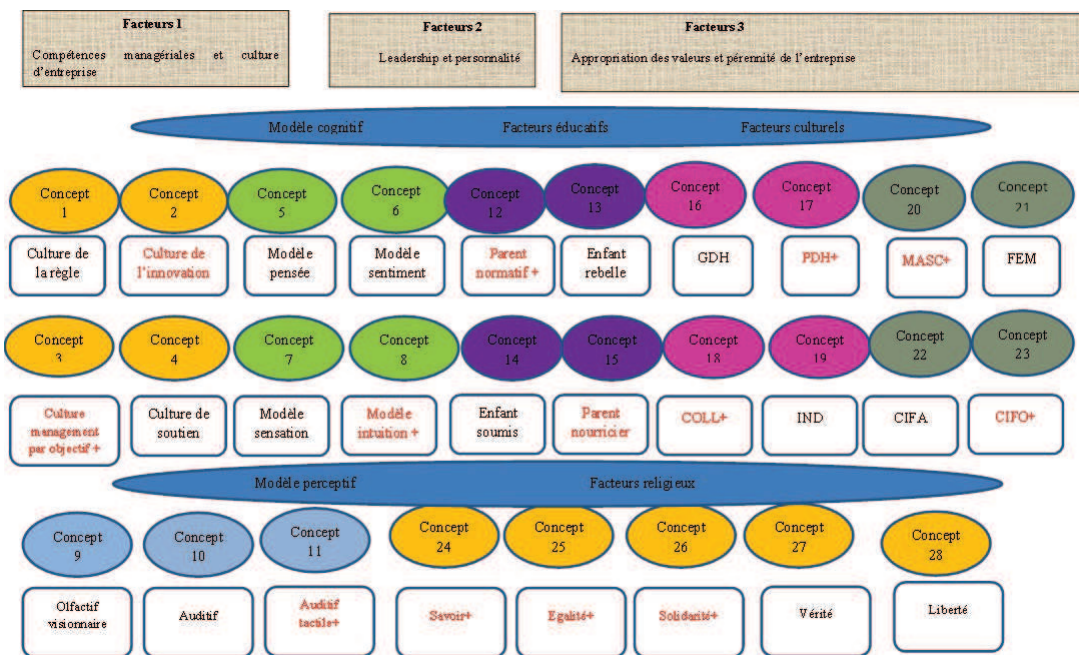 Facteurs 1
Compétences managériales et culture
d'entreprise
Facteurs 2
Leadership et personnalité
Facteurs 3
Appropriation des valeurs et pérennité de l'entreprise
Modèle cognitif Facteurs éducatifs Facteurs culturels
Concept Concept Concept Concept Concept Concept Concept Concept Concept Concept
1 2 5 6 12 13 16 17 20 21
Culture de Culture de Modèle Modèle Parent Enfant GDH PDH+ MASC+ FEM
la règle l'innovation pensée sentiment normatif + rebelle
Concept Concept Concept Concept Concept Concept Concept Concept Concept Concept
3 4 7 8 14 15 18 19 22 23
Culture
management
par objectif +
Culture de
soutien
Modèle
sensation
Modèle
intuition +
Enfant
soumis
Parent
nourricier
COLL+
IND
CIFA
CIFO+
Modèle perceptif Facteurs religieux
Concept Concept Concept Concept Concept Concept Concept Concept
9 10 11 24 25 26 27 28
Olfactif
visionnaire
Auditif
Auditif
tactile+
Savoir+
Egalité+
Solidarité+
Vérité
Liberté